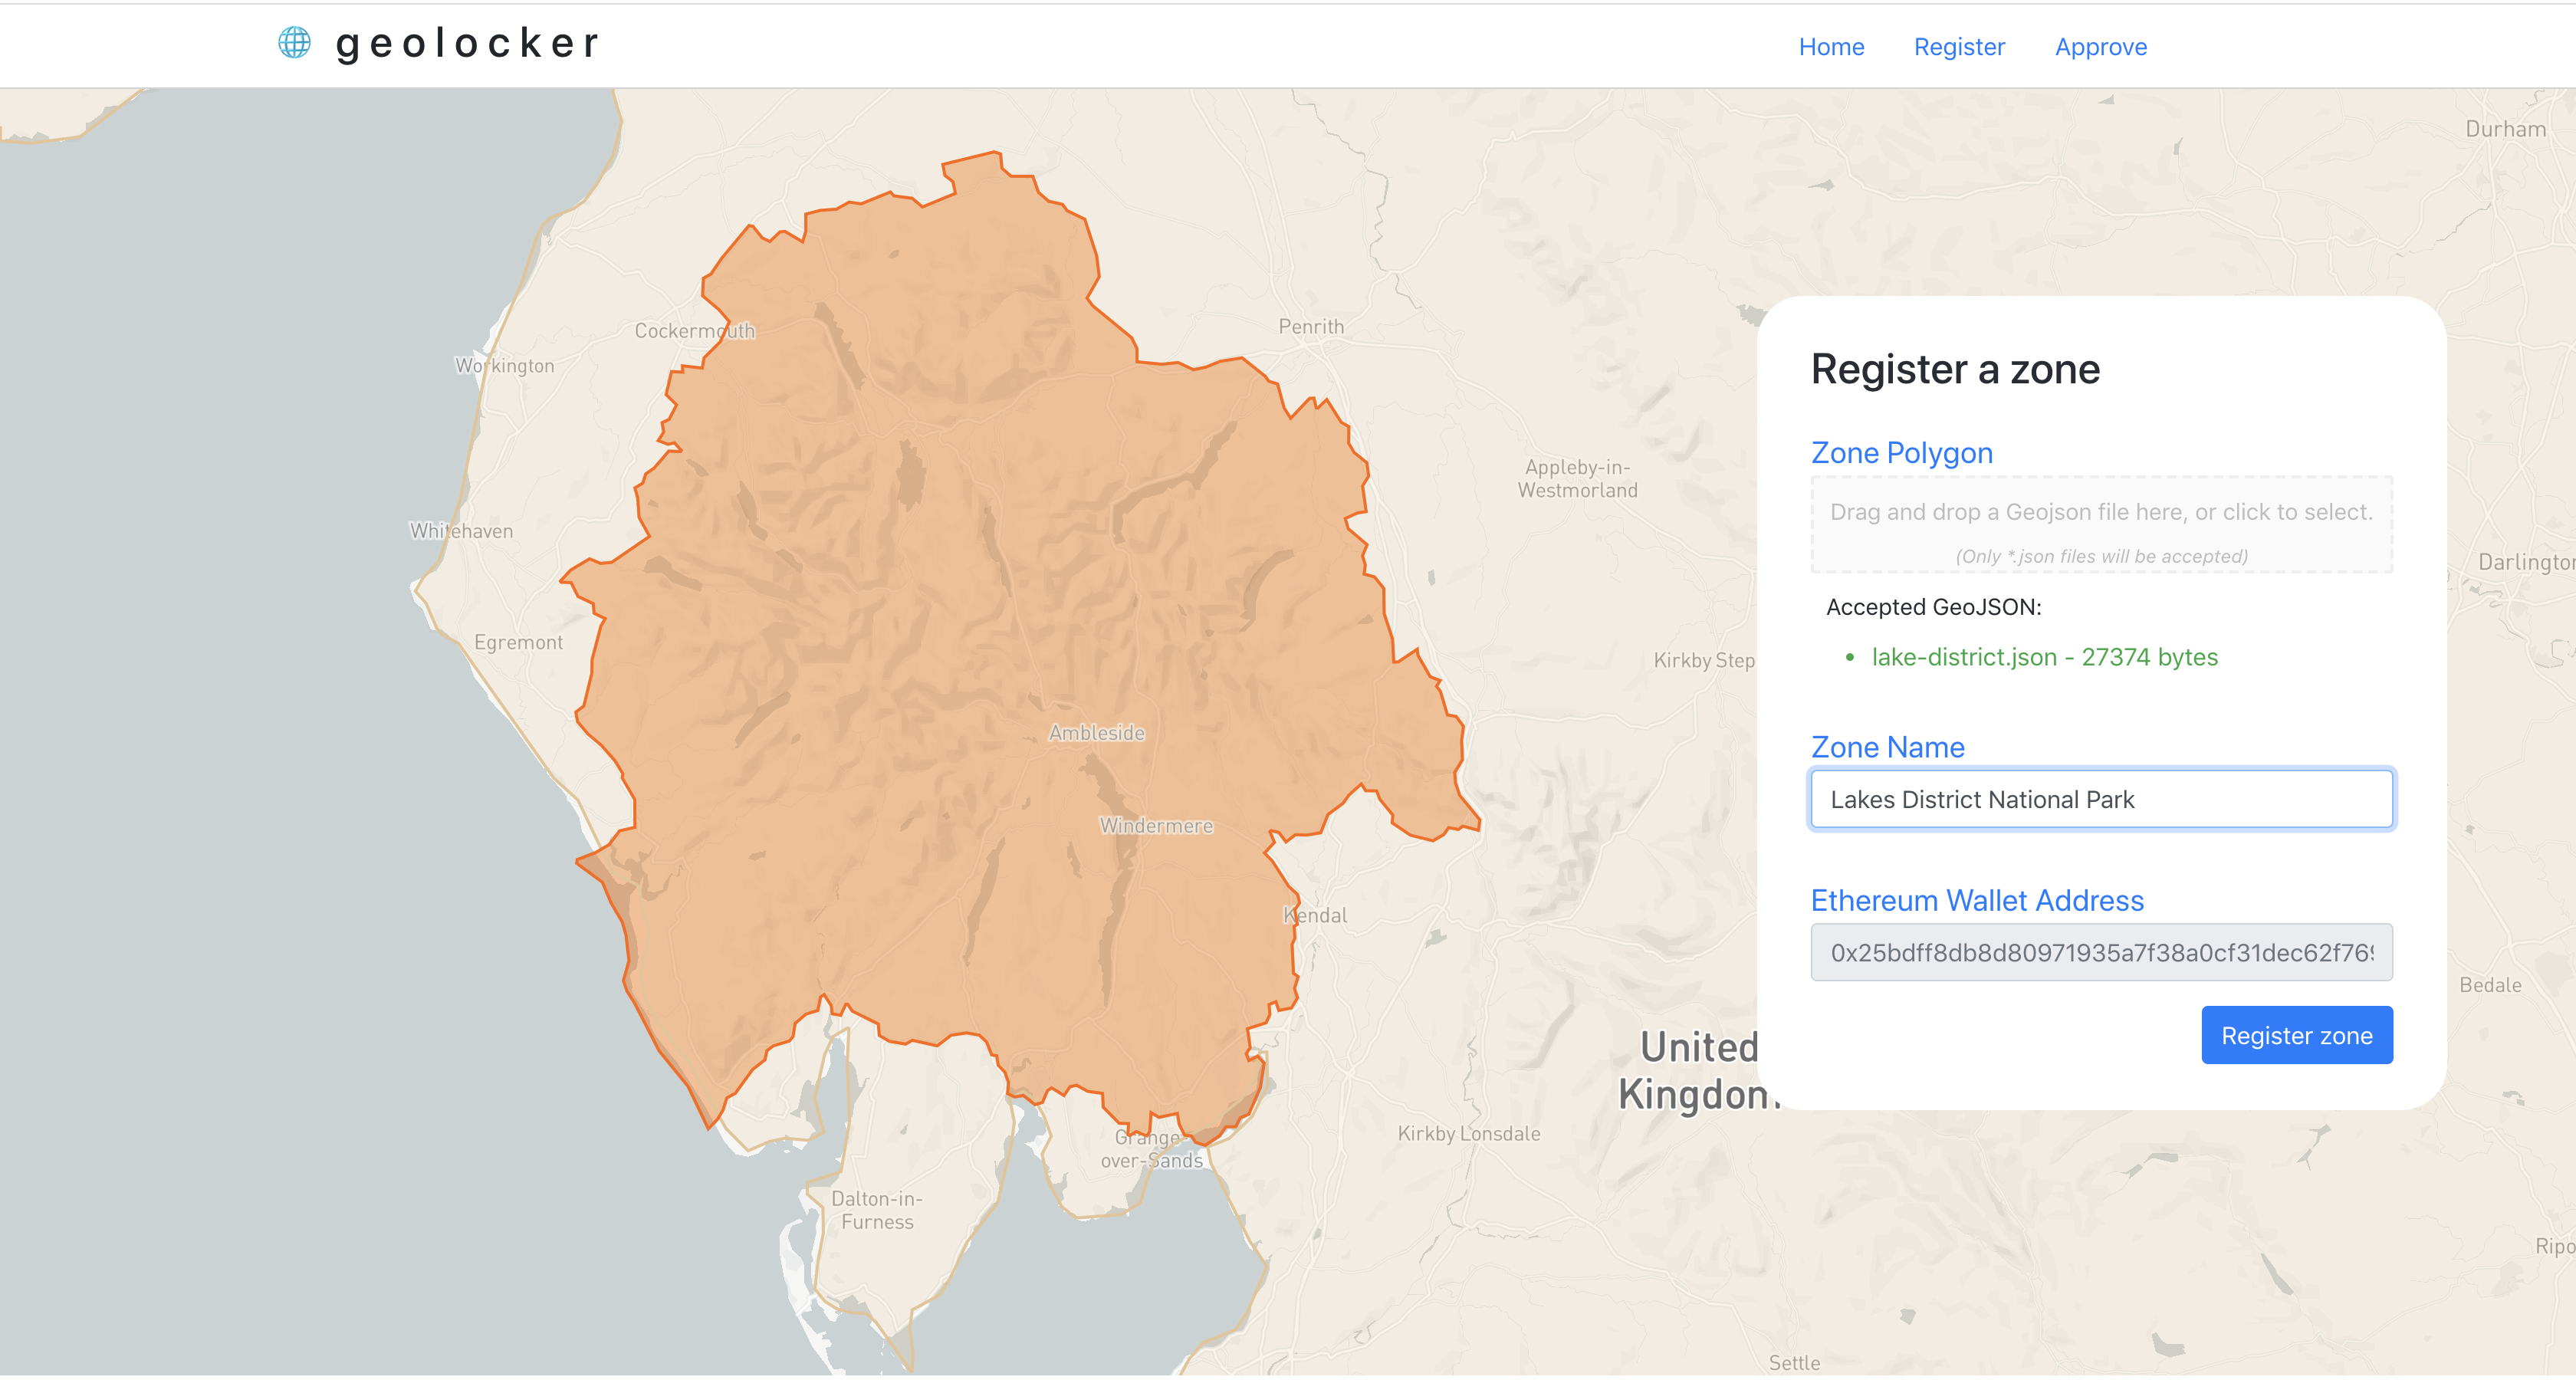 geolocker
Home Register Approve
Durham
Cockermouth
Penrith
Workington
Appleby-in-
Westmorland
Whitehaven
Egremont
Kirkby Step
Ambleside
Windermere
Kendal
United
Kingdom
Grange-
over-Sands
Kirkby Lonsdale
Dalton-in-
Furness
Settle
Darlington
Bedale
Ripo
Register a zone
Zone Polygon
Drag and drop a Geojson file here, or click to select.
(Only *.json files will be accepted)
Accepted GeoJSON:
• lake-district.json - 27374 bytes
Zone Name
Lakes District National Park
Ethereum Wallet Address
0x25bdff8db8d80971935a7f38a0cf31dec62f769
Register zone